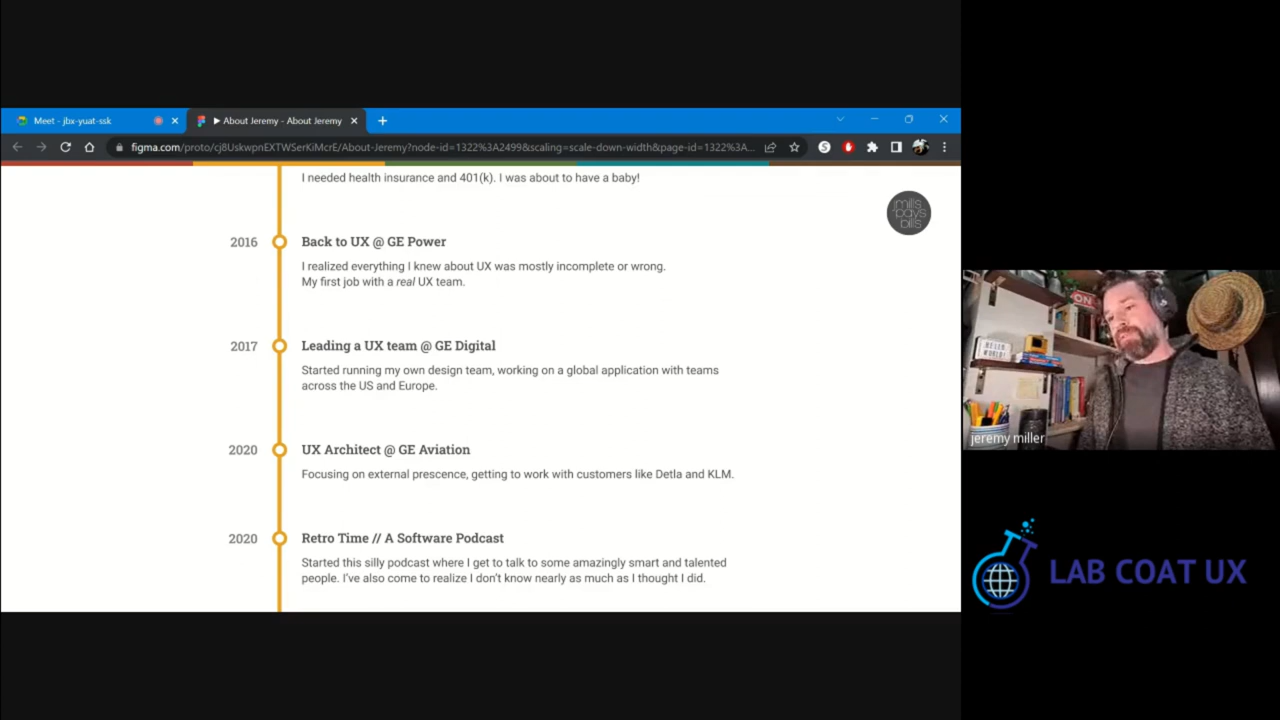 Meet - jbx-yuat-ssk
About Jeremy - About Jeremy
figma.com/proto/cj8UskwpnEXTWSerKiMcrE/About-Jeremy?node-id=1322%3A2499&scaling=scale-down-width&page-id=1322%3A...
I needed health insurance and 401(k). I was about to have a baby!
mills
pays
bills
2016
Back to UX @ GE Power
I realized everything I knew about UX was mostly incomplete or wrong.
My first job with a real UX team.
2017
Leading a UX team @ GE Digital
Started running my own design team, working on a global application with teams
across the US and Europe.
2020
UX Architect @ GE Aviation
Focusing on external prescence, getting to work with customers like Detla and KLM.
2020
Retro Time // A Software Podcast
Started this silly podcast where I get to talk to some amazingly smart and talented
people. I've also come to realize I don't know nearly as much as I thought I did.
ON
HELLO
WORLD!
jeremy miller
LAB COAT UX